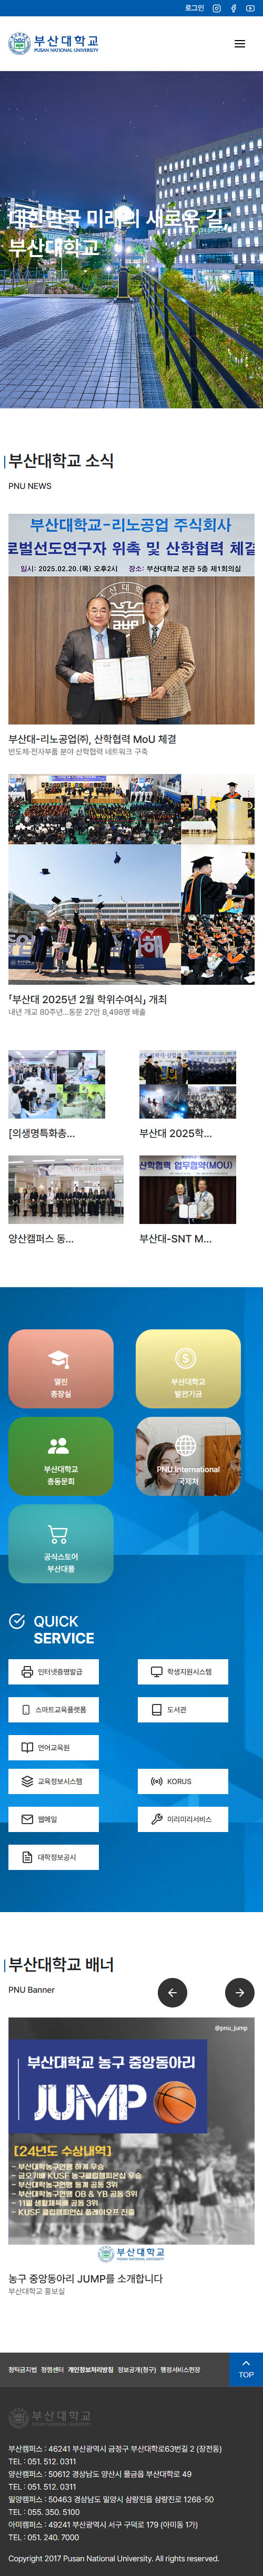 로그인
부산대학교
PUSAN NATIONAL UNIVERSITY
대한민국 미래의 새로운 길,
부산대학교
부산대학교 소식
PNU NEWS
부산대학교-리노공업 주식회사
로벌선도연구자 위촉 및 산학협력 체결
일시: 2025.02.20.(목) 오후2시 장소: 부산대학교 본관 5층 제1회의실
부산대-리노공업㈜, 산학협력 MoU 체결
반도체·전자부품 분야 산학협력 네트워크 구축
「부산대 2025년 2월 학위수여식」 개최
내년 개교 80주년…동문 27만 8,498명 배출
[의생명특화총...
부산대 2025학...
산학협력 업무협약(MOU)
양산캠퍼스 동...
부산대-SNT M...
열린
총장실
부산대학교
발전기금
부산대학교
총동문회
PNU International
국제처
공식스토어
부산대몰
QUICK
SERVICE
인터넷증명발급
학생지원시스템
스마트교육플랫폼
도서관
언어교육원
교육정보시스템
KORUS
웹메일
미리미리서비스
대학정보공시
부산대학교 배너
PNU Banner
@pnu_jump
부산대학교 농구 중앙동아리
JUMP
[24년도 수상내역]
- 부산대농구연맹 하계 우승
- 금오기배 KUSF 농구클럽챔피언십 우승
- 부산대농구연맹 동계 공동 3위
- 부산대농구연맹 OB & YB 공동 3위
- 11월 생활체육배 공동 3위
- KUSF 클럽챔피언십 플레이오프 진출
부산대학교
PUSAN NATIONAL UNIVERSITY
농구 중앙동아리 JUMP를 소개합니다
부산대학교 홍보실
청탁금지법 청렴센터 개인정보처리방침 정보공개(청구) 행정서비스헌장
TOP
부산대학교
PUSAN NATIONAL UNIVERSITY
부산캠퍼스 : 46241 부산광역시 금정구 부산대학로63번길 2 (장전동)
TEL : 051. 512. 0311
양산캠퍼스 : 50612 경상남도 양산시 물금읍 부산대학로 49
TEL : 051. 512. 0311
밀양캠퍼스 : 50463 경상남도 밀양시 삼랑진읍 삼랑진로 1268-50
TEL : 055. 350. 5100
아미캠퍼스 : 49241 부산광역시 서구 구덕로 179 (아미동 1가)
TEL : 051. 240. 7000
Copyright 2017 Pusan National University. All rights reserved.